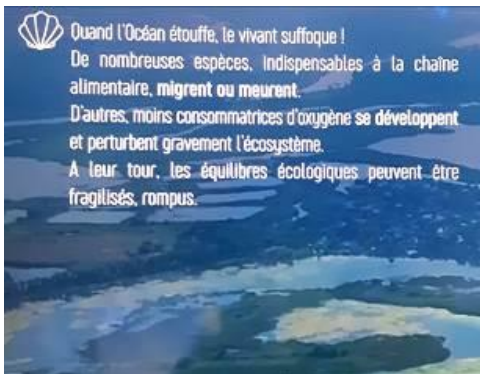 Quand l'Océan étouffe, le vivant suffoque !
De nombreuses espèces, indispensables à la chaîne
alimentaire, migrent ou meurent.
D'autres, moins consommatrices d'oxygène se développent
et perturbent gravement l'écosystème.
A leur tour, les équilibres écologiques peuvent être
fragilisés, rompus.